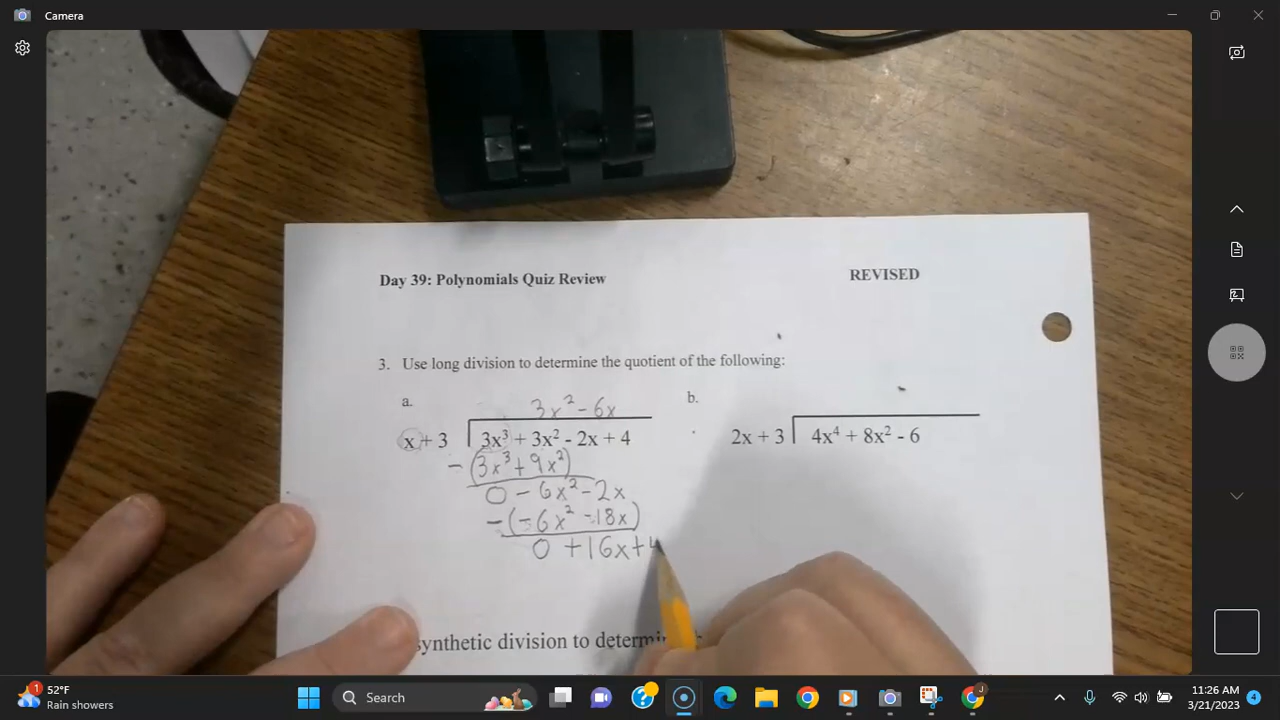 Camera
Day 39: Polynomials Quiz Review
REVISED
3. Use long division to determine the quotient of the following:
a.
3x² - 6x
x + 3
3x³ + 3x² - 2x + 4
- (3x³ + 9x²)
0 - 6x² - 2x
- (-6x² - 18x)
0 + 16x + 4
b.
2x + 3
4x⁴ + 8x² - 6
synthetic division to determi
1
52°F
Rain showers
Search
11:26 AM
3/21/2023
4